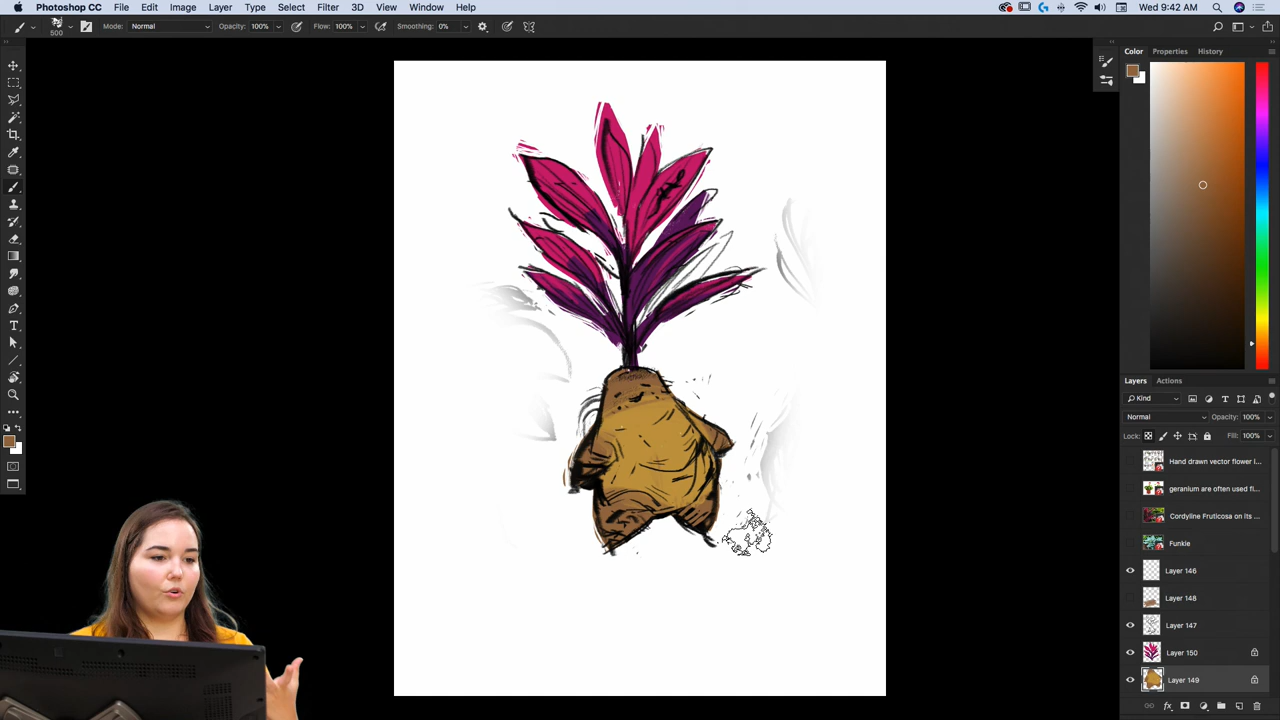 Photoshop CC File Edit Image Layer Type Select Filter 3D View Window Help Wed 9:42 AM
500 Mode: Normal Opacity: 100% Flow: 100% Smoothing: 0%
Color Properties History
Layers Actions
Kind
Normal Opacity: 100%
Lock: Fill: 100%
Hand drawn vector flower l...
geranium are often used fl...
Cordyline Fruticosa on Its ...
Funkie
Layer 146
Layer 148
Layer 147
Layer 150
Layer 149